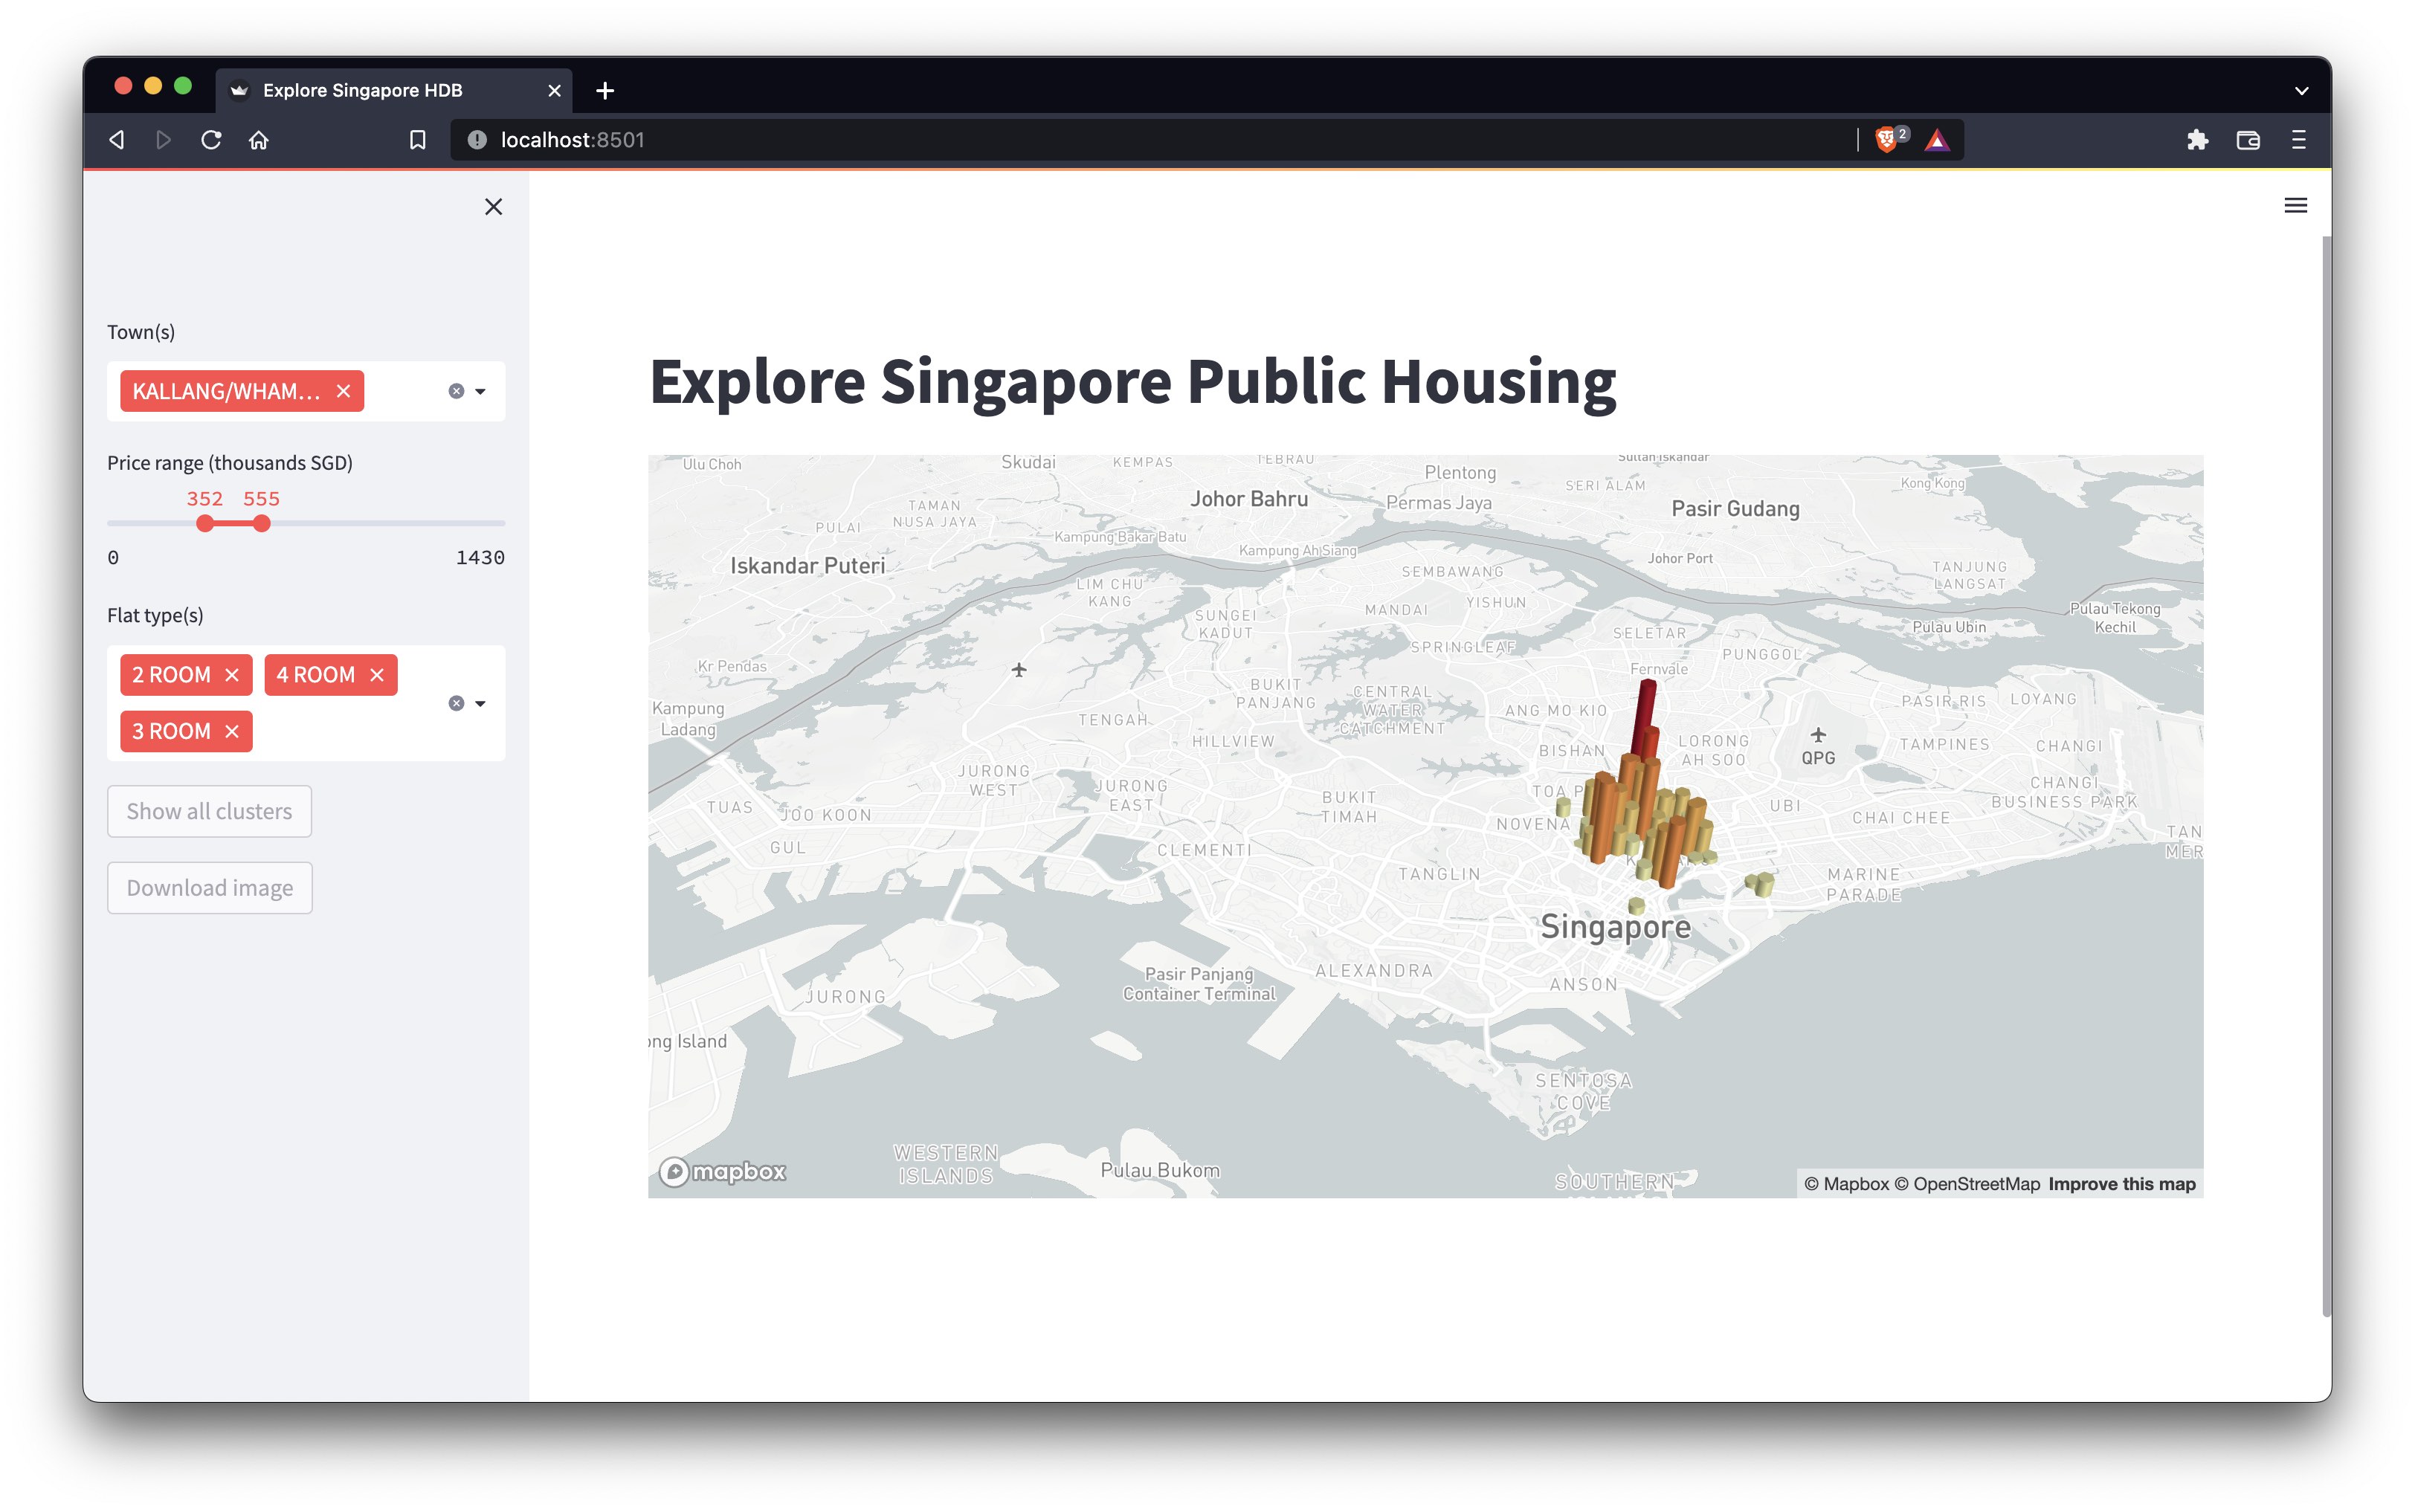 Explore Singapore HDB
localhost:8501
2
Town(s)
KALLANG/WHAM...
Price range (thousands SGD)
352 555
0 1430
Flat type(s)
2 ROOM 4 ROOM
3 ROOM
Show all clusters
Download image
Explore Singapore Public Housing
Ulu Choh
Skudai
KEMPAS
TEBRAU
Plentong
Sultan Iskandar
Kong Kong
SERI ALAM
Johor Bahru
Permas Jaya
Pasir Gudang
TAMAN
NUSA JAYA
PULAI
Kampung Bakar Batu
Kampung Ah Siang
Johor Port
Iskandar Puteri
SEMBAWANG
TANJUNG
LANGSAT
LIM CHU
KANG
MANDAI
YISHUN
Pulau Tekong
Kechil
SUNGEI
KADUT
SELETAR
Pulau Ubin
SPRINGLEAF
PUNGGOL
Kr Pendas
Fernvale
BUKIT
PANJANG
CENTRAL
WATER
CATCHMENT
PASIR RIS
LOYANG
Kampung
Ladang
TENGAH
ANG MO KIO
HILLVIEW
BISHAN
LORONG
AH SOO
QPG
TAMPINES
CHANGI
JURONG
WEST
JURONG
EAST
TOA P
CHANGI
BUSINESS PARK
TUAS
JOO KOON
BUKIT
TIMAH
NOVENA
UBI
CHAI CHEE
TAN
MER
GUL
CLEMENTI
TANGLIN
MARINE
PARADE
Singapore
Pasir Panjang
Container Terminal
ALEXANDRA
ANSON
JURONG
ong Island
SENTOSA
COVE
WESTERN
ISLANDS
Pulau Bukom
SOUTHERN
mapbox
© Mapbox © OpenStreetMap Improve this map